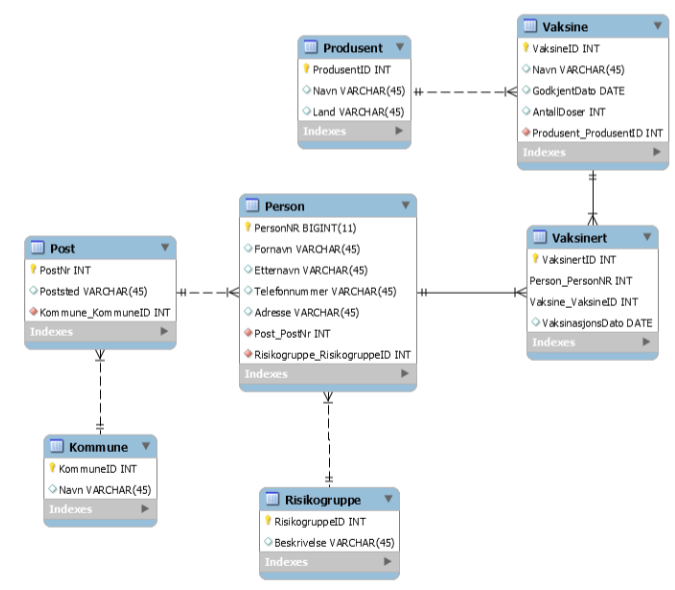 Produsent
ProdusentID INT
Navn VARCHAR(45)
Land VARCHAR(45)
Indexes
Vaksine
VaksineID INT
Navn VARCHAR(45)
GodkjentDato DATE
AntallDoser INT
Produsent_ProdusentID INT
Indexes
Post
PostNr INT
Poststed VARCHAR(45)
Kommune_KommuneID INT
Indexes
Person
PersonNR BIGINT(11)
Fornavn VARCHAR(45)
Etternavn VARCHAR(45)
Telefonnummer VARCHAR(45)
Adresse VARCHAR(45)
Post_PostNr INT
Risikogruppe_RisikogruppeID INT
Indexes
Vaksinert
VaksinertID INT
Person_PersonNR INT
Vaksine_VaksineID INT
VaksinasjonsDato DATE
Indexes
Kommune
KommuneID INT
Navn VARCHAR(45)
Indexes
Risikogruppe
RisikogruppeID INT
Beskrivelse VARCHAR(45)
Indexes